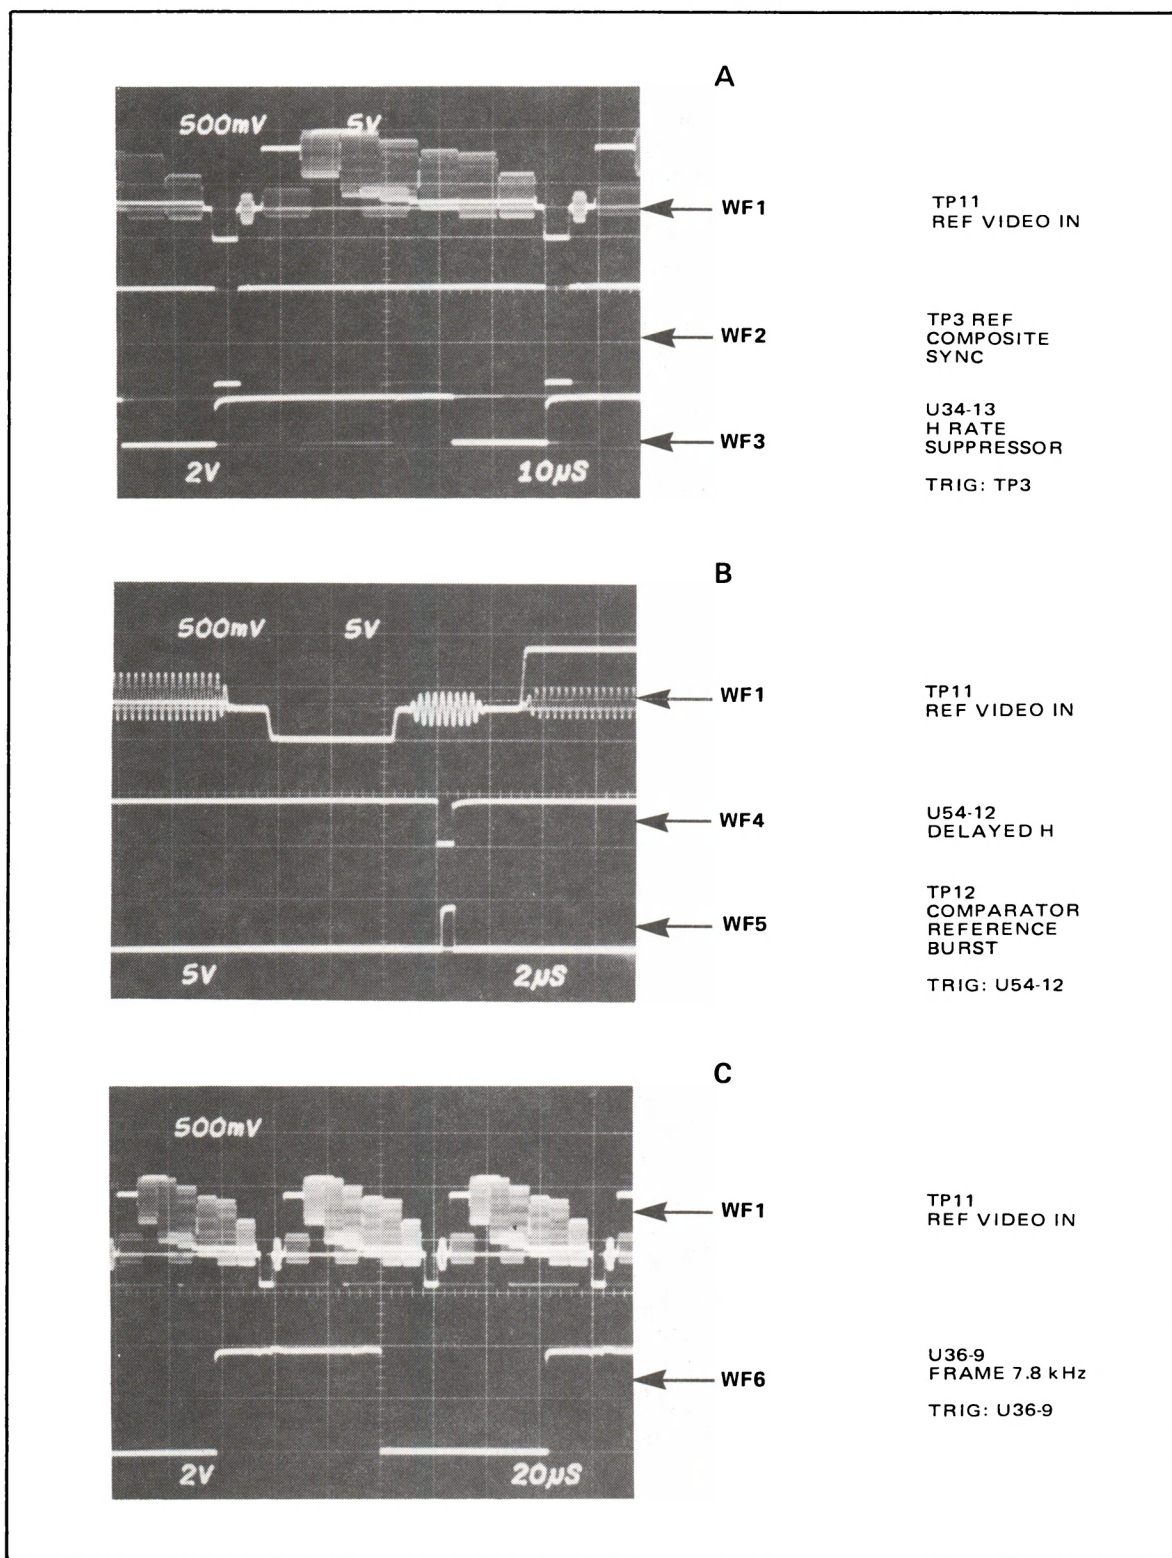 A
500mV 5V
WF1
TP11
REF VIDEO IN
WF2
TP3 REF
COMPOSITE
SYNC
WF3
U34-13
H RATE
SUPPRESSOR
2V 10µS
TRIG: TP3
B
500mV 5V
WF1
TP11
REF VIDEO IN
WF4
U54-12
DELAYED H
WF5
TP12
COMPARATOR
REFERENCE
BURST
5V 2µS
TRIG: U54-12
C
500mV
WF1
TP11
REF VIDEO IN
WF6
U36-9
FRAME 7.8 kHz
TRIG: U36-9
2V 20µS